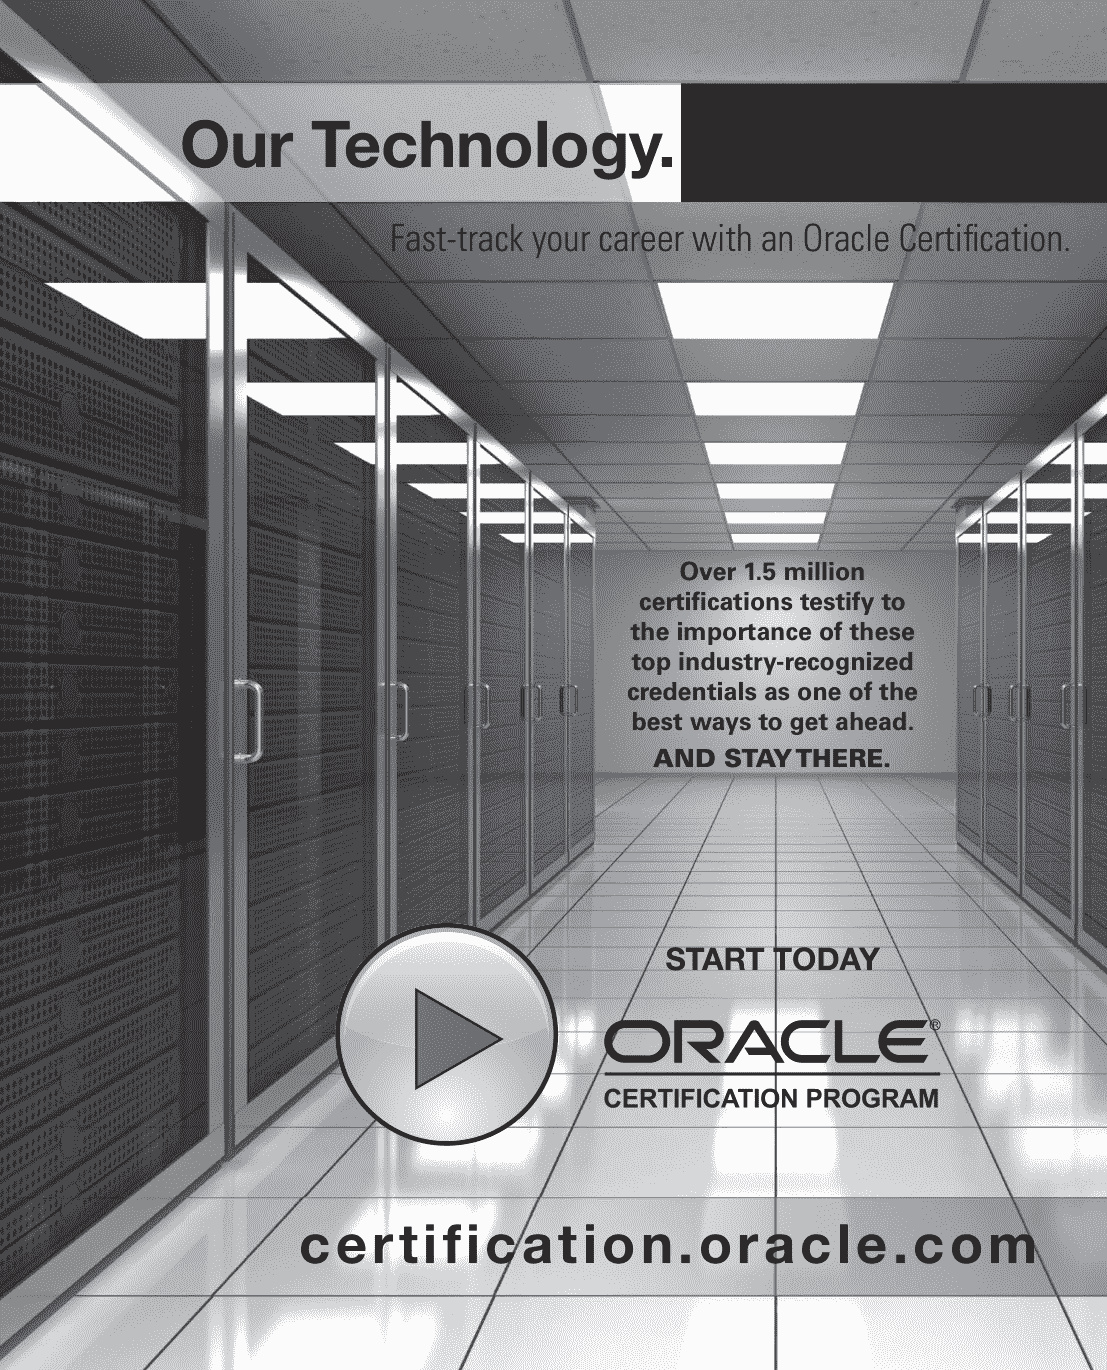 Our Technology.
Fast-track your career with an Oracle Certification.
Over 1.5 million
certifications testify to
the importance of these
top industry-recognized
credentials as one of the
best ways to get ahead.
AND STAY THERE.
START TODAY
ORACLE®
CERTIFICATION PROGRAM
certification.oracle.com